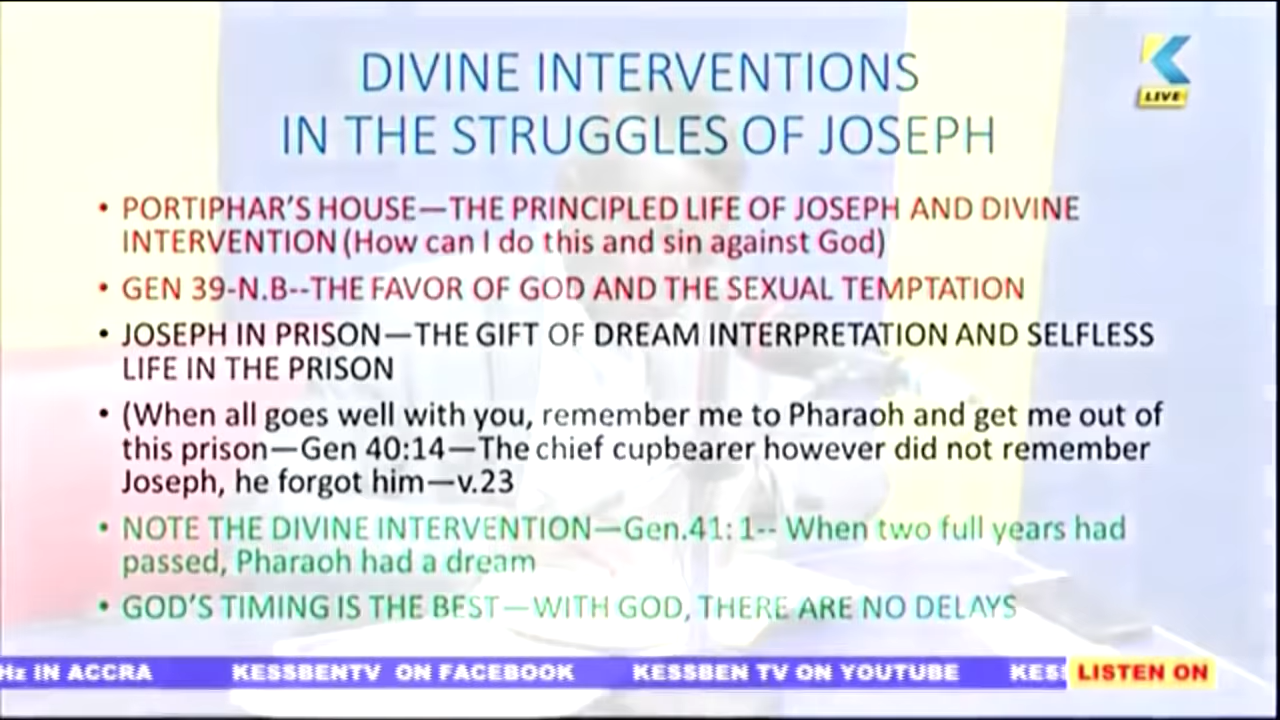 DIVINE INTERVENTIONS
IN THE STRUGGLES OF JOSEPH
LIVE
• PORTIPHAR'S HOUSE—THE PRINCIPLED LIFE OF JOSEPH AND DIVINE
INTERVENTION (How can I do this and sin against God)
• GEN 39-N.B--THE FAVOR OF GOD AND THE SEXUAL TEMPTATION
• JOSEPH IN PRISON—THE GIFT OF DREAM INTERPRETATION AND SELFLESS
LIFE IN THE PRISON
• (When all goes well with you, remember me to Pharaoh and get me out of
this prison—Gen 40:14—The chief cupbearer however did not remember
Joseph, he forgot him—v.23
• NOTE THE DIVINE INTERVENTION—Gen.41: 1-- When two full years had
passed, Pharaoh had a dream
• GOD'S TIMING IS THE BEST—WITH GOD, THERE ARE NO DELAYS
Hz IN ACCRA KESSBENTV ON FACEBOOK KESSBEN TV ON YOUTUBE LISTEN ON